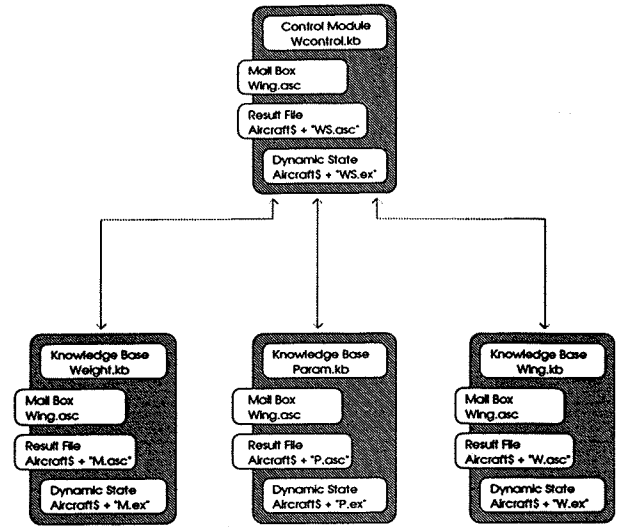 Control Module
Wcontrol.kb
Mail Box
Wing.asc
Result File
Aircraft$ + "WS.asc"
Dynamic State
Aircraft$ + "WS.ex"
Knowledge Base
Weight.kb
Mail Box
Wing.asc
Result File
Aircraft$ + "M.asc"
Dynamic State
Aircraft$ + "M.ex"
Knowledge Base
Param.kb
Mail Box
Wing.asc
Result File
Aircraft$ + "P.asc"
Dynamic State
Aircraft$ + "P.ex"
Knowledge Base
Wing.kb
Mail Box
Wing.asc
Result File
Aircraft$ + "W.asc"
Dynamic State
Aircraft$ + "W.ex"